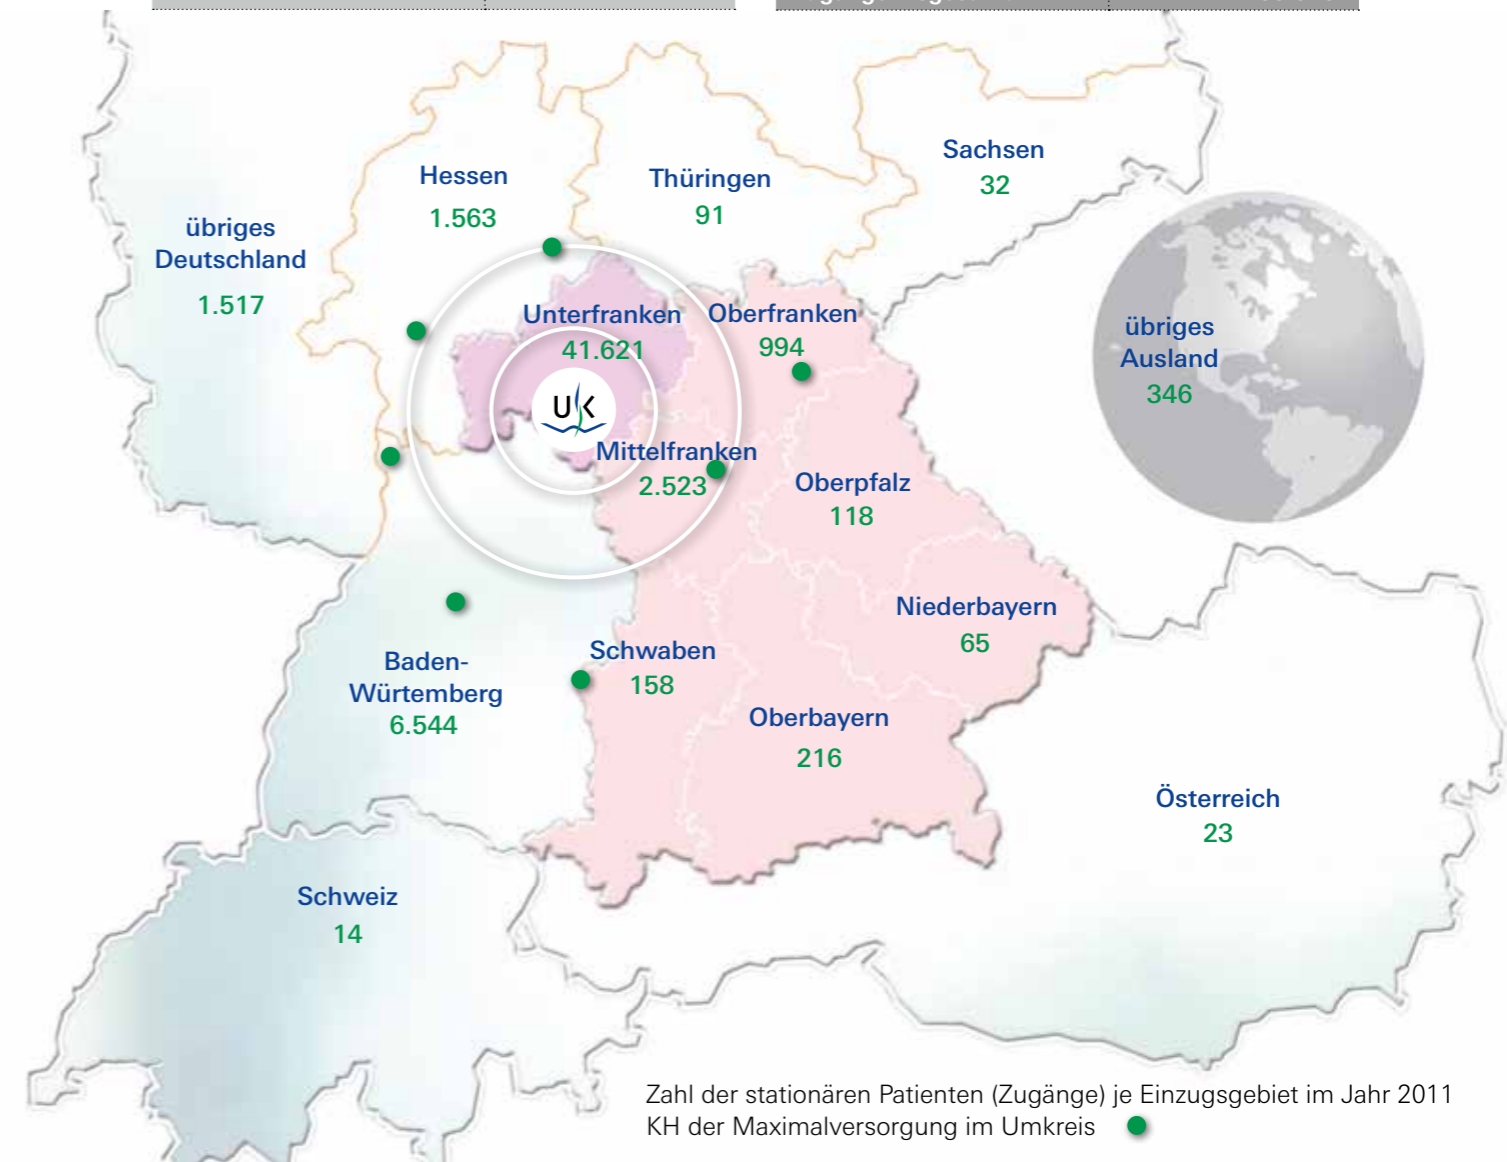 Sachsen
32
Hessen
1.563
Thüringen
91
übriges
Deutschland
1.517
Unterfranken
41.621
Oberfranken
994
übriges
Ausland
346
UK
Mittelfranken
2.523
Oberpfalz
118
Niederbayern
65
Baden-
Würtemberg
6.544
Schwaben
158
Oberbayern
216
Österreich
23
Schweiz
14
Zahl der stationären Patienten (Zugänge) je Einzugsgebiet im Jahr 2011
KH der Maximalversorgung im Umkreis